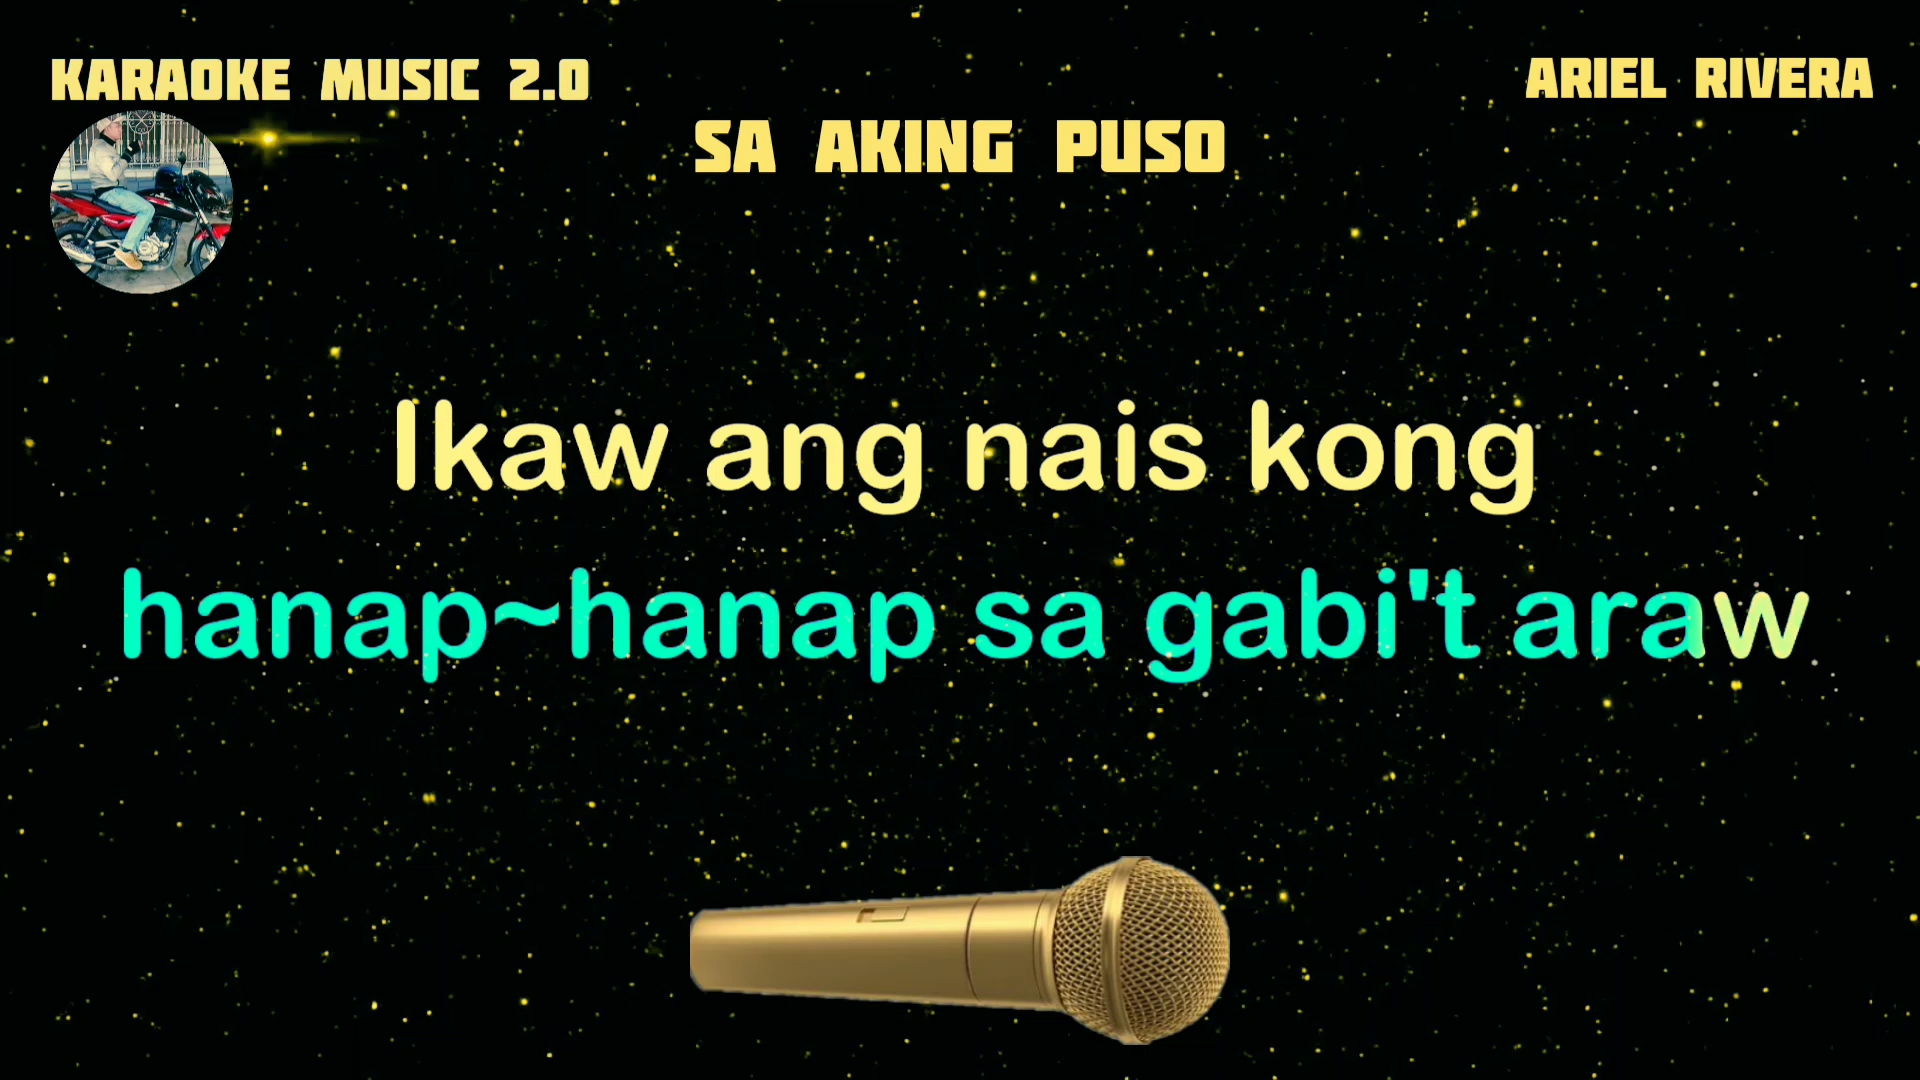 KARAOKE MUSIC 2.0
ARIEL RIVERA
SA AKING PUSO
Ikaw ang nais kong
hanap~hanap sa gabi't araw